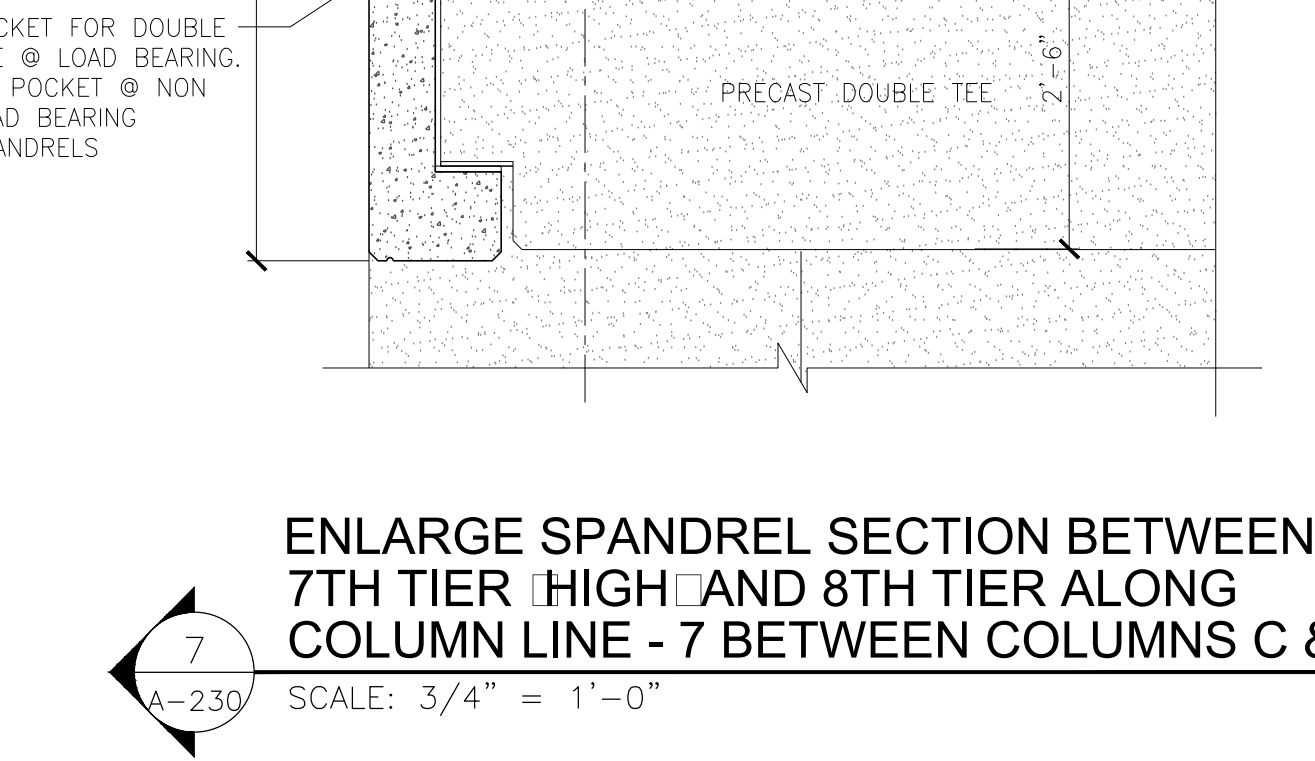 CKET FOR DOUBLE
E @ LOAD BEARING.
POCKET @ NON
AD BEARING
ANDRELS
PRECAST DOUBLE TEE
2'-6"
ENLARGE SPANDREL SECTION BETWEEN
7TH TIER □HIGH□AND 8TH TIER ALONG
COLUMN LINE - 7 BETWEEN COLUMNS C &
7
A-230
SCALE: 3/4" = 1'-0"